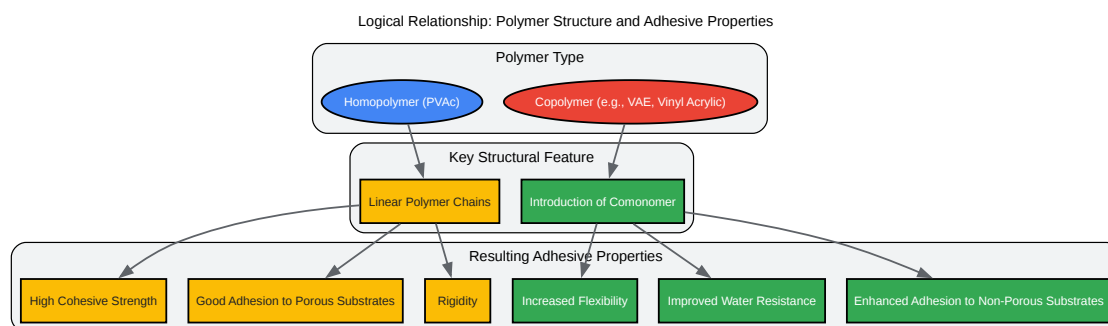 Logical Relationship: Polymer Structure and Adhesive Properties
Polymer Type
Homopolymer (PVAc)
Copolymer (e.g., VAE, Vinyl Acrylic)
Key Structural Feature
Linear Polymer Chains
Introduction of Comonomer
Resulting Adhesive Properties
High Cohesive Strength
Good Adhesion to Porous Substrates
Rigidity
Increased Flexibility
Improved Water Resistance
Enhanced Adhesion to Non-Porous Substrates